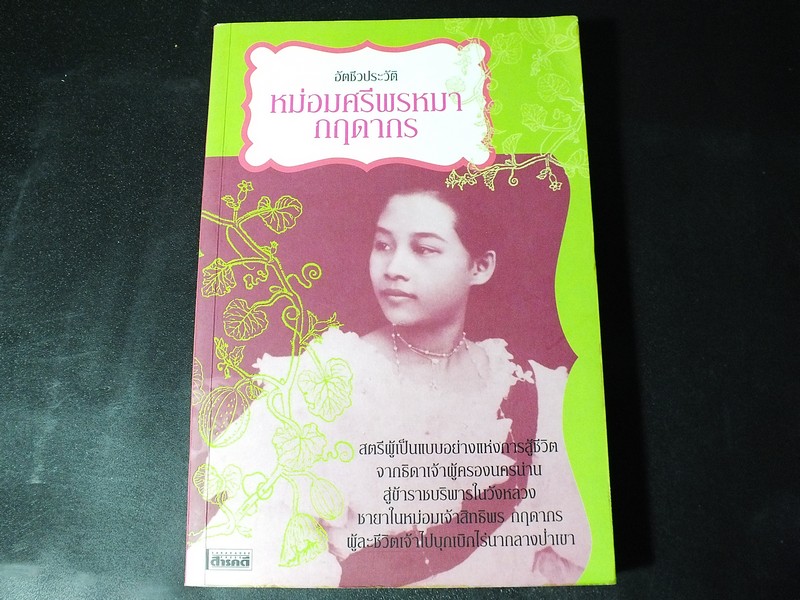 อัตชีวประวัติ
หม่อมศรีพรหมา
กฤดากร
สตรีผู้เป็นแบบอย่างแห่งการสู้ชีวิต
จากธิดาเจ้าผู้ครองนครน่าน
สู่ข้าราชบริพารในวังหลวง
ชายาในหม่อมเจ้าสิทธิพร กฤดากร
ผู้ละชีวิตเจ้าไปบุกเบิกไร่นากลางป่าเขา
สารคดี